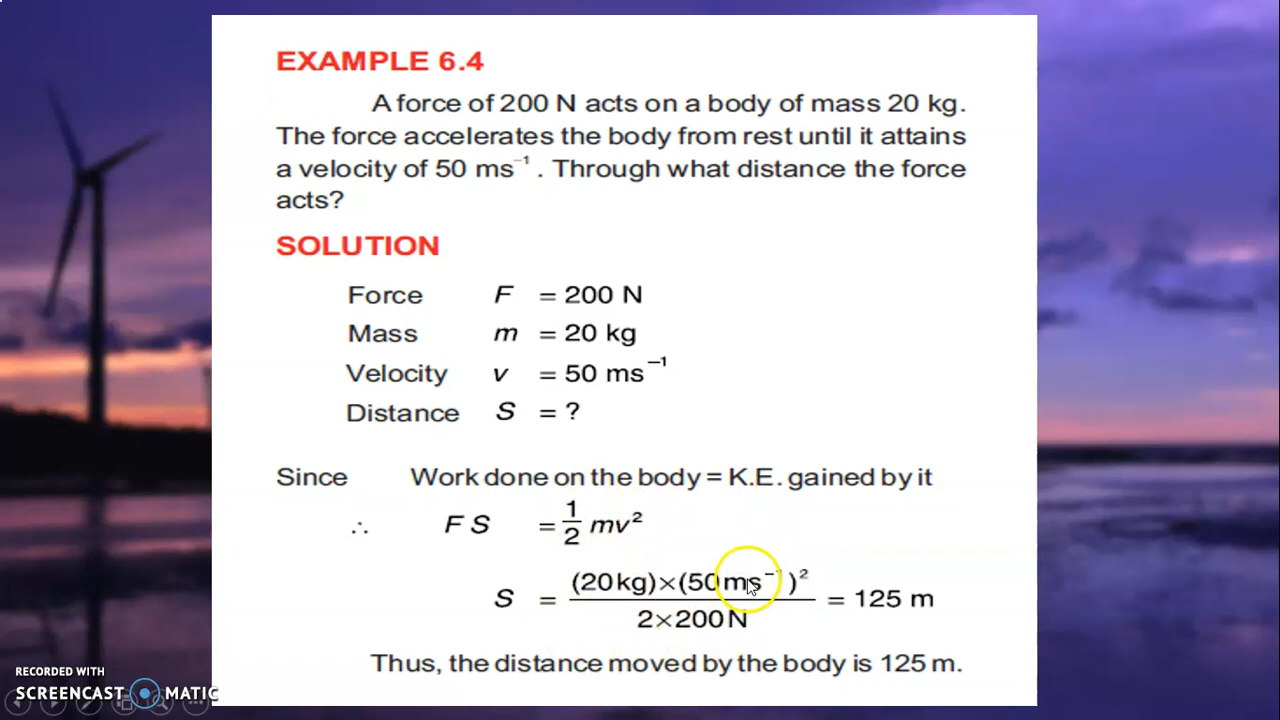 EXAMPLE 6.4
A force of 200 N acts on a body of mass 20 kg.
The force accelerates the body from rest until it attains
a velocity of 50 ms⁻¹ . Through what distance the force
acts?
SOLUTION
Force F = 200 N
Mass m = 20 kg
Velocity v = 50 ms⁻¹
Distance S = ?
Since Work done on the body = K.E. gained by it
∴ F S = 1/2 mv²
S = (20 kg)×(50 ms⁻¹)² / 2×200 N = 125 m
Thus, the distance moved by the body is 125 m.
RECORDED WITH
SCREENCAST MATIC